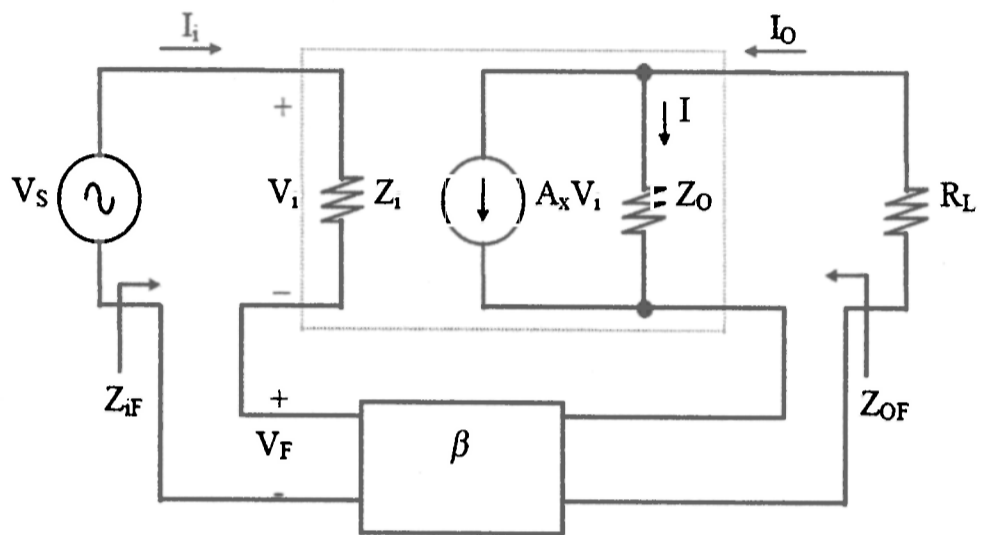 Ii
IO
+
I
VS
Vi
Zi
AxVi
ZO
RL
−
ZiF
+
VF
-
β
ZOF